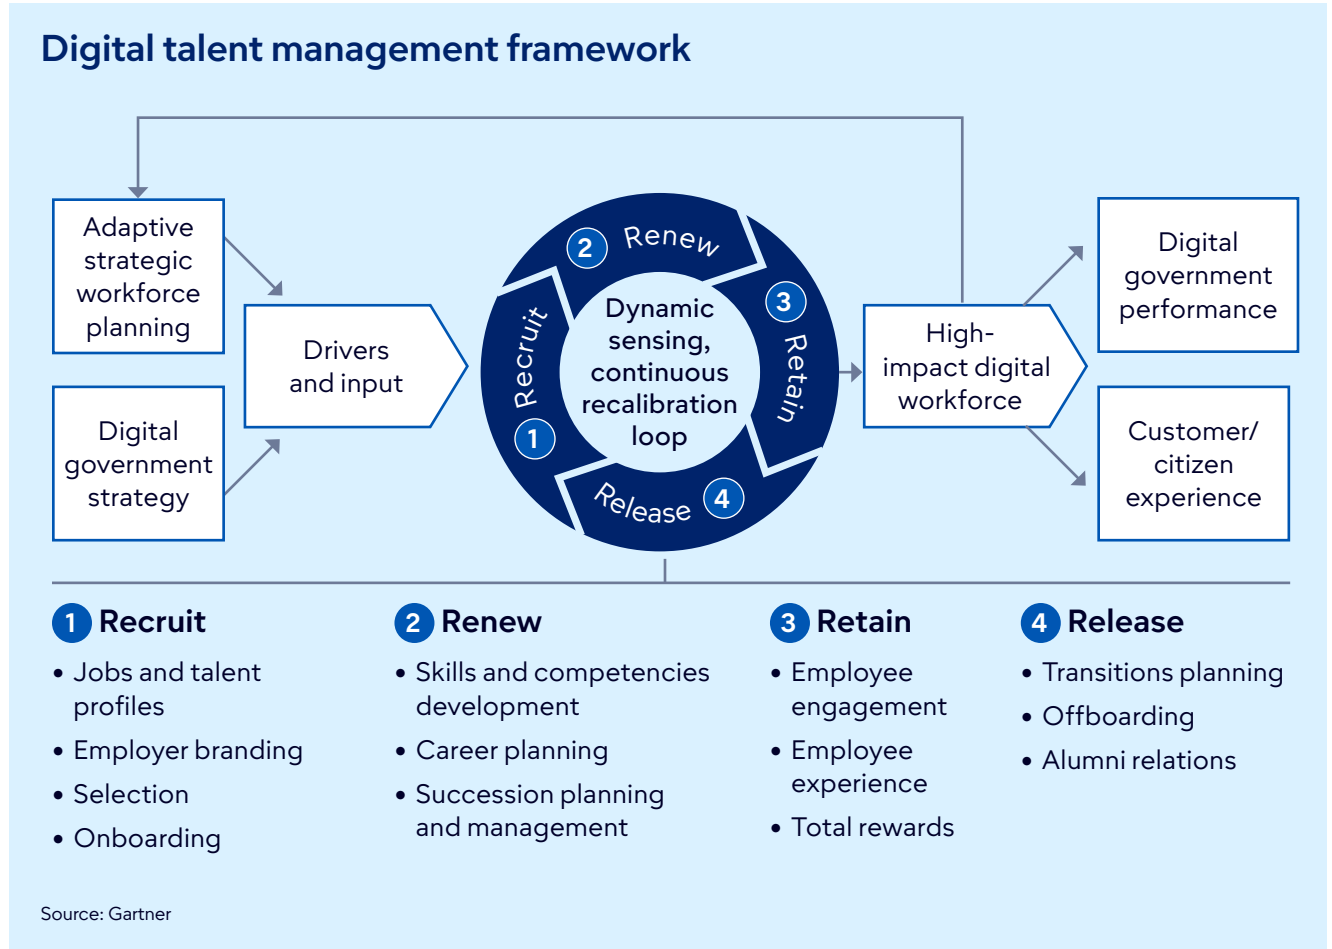 Digital talent management framework
Adaptive
strategic
workforce
planning
Digital
government
strategy
Drivers
and input
1 Recruit
2 Renew
3 Retain
4 Release
Dynamic
sensing,
continuous
recalibration
loop
High-
impact digital
workforce
Digital
government
performance
Customer/
citizen
experience
1 Recruit
• Jobs and talent
profiles
• Employer branding
• Selection
• Onboarding
2 Renew
• Skills and competencies
development
• Career planning
• Succession planning
and management
3 Retain
• Employee
engagement
• Employee
experience
• Total rewards
4 Release
• Transitions planning
• Offboarding
• Alumni relations
Source: Gartner